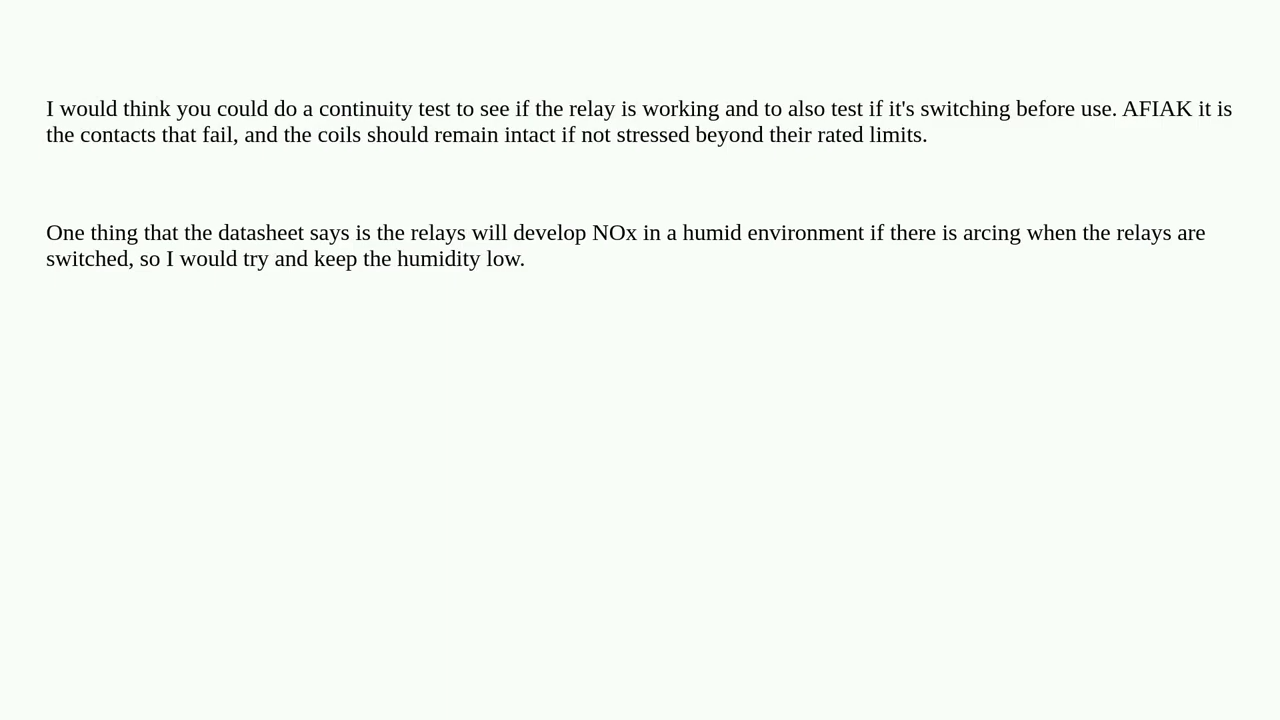 I would think you could do a continuity test to see if the relay is working and to also test if it's switching before use. AFIAK it is
the contacts that fail, and the coils should remain intact if not stressed beyond their rated limits.
One thing that the datasheet says is the relays will develop NOx in a humid environment if there is arcing when the relays are
switched, so I would try and keep the humidity low.